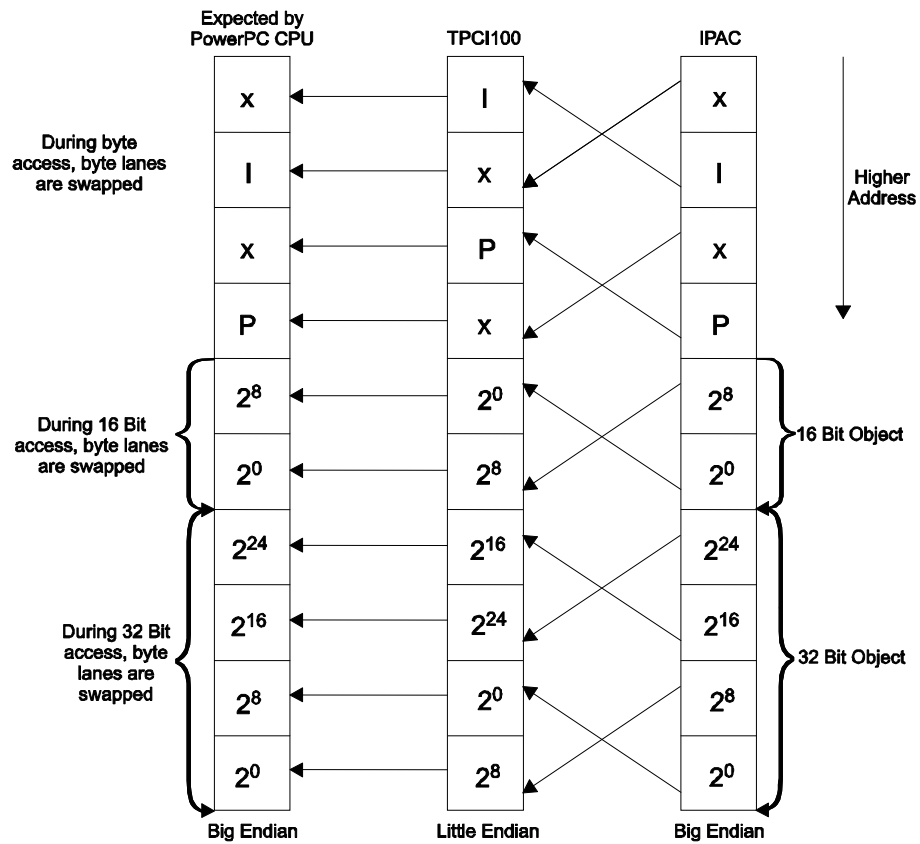 Expected by
PowerPC CPU
TPCI100
IPAC
x
I
x
During byte
access, byte lanes
are swapped
I
x
I
Higher
Address
x
P
x
P
x
P
2⁸
2⁰
2⁸
During 16 Bit
access, byte lanes
are swapped
16 Bit Object
2⁰
2⁸
2⁰
2²⁴
2¹⁶
2²⁴
2¹⁶
2²⁴
2¹⁶
During 32 Bit
access, byte
lanes are
swapped
32 Bit Object
2⁸
2⁰
2⁸
2⁰
2⁸
2⁰
Big Endian
Little Endian
Big Endian